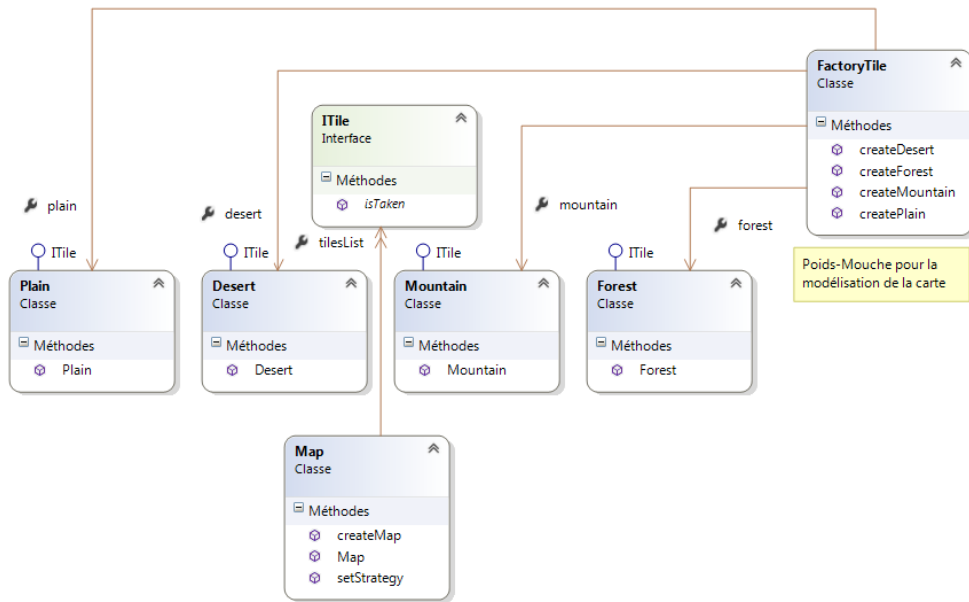 FactoryTile
Classe
Méthodes
createDesert
createForest
createMountain
createPlain
Poids-Mouche pour la
modélisation de la carte
ITile
Interface
Méthodes
isTaken
plain
desert
tilesList
mountain
forest
ITile
Plain
Classe
Méthodes
Plain
ITile
Desert
Classe
Méthodes
Desert
ITile
Mountain
Classe
Méthodes
Mountain
ITile
Forest
Classe
Méthodes
Forest
Map
Classe
Méthodes
createMap
Map
setStrategy